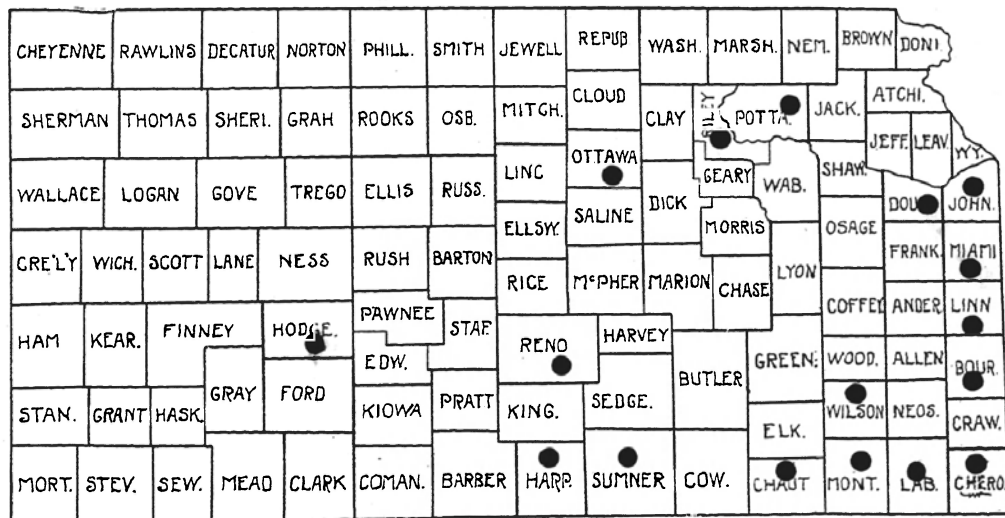 CHEYENNE RAWLINS DECATUR NORTON PHILL. SMITH JEWELL REPUB WASH. MARSH. NEM. BROWN DONI.
SHERMAN THOMAS SHERI. GRAH ROOKS OSB. MITCH. CLOUD CLAY RILEY POTTA. JACK. ATCHI.
JEFF. LEAV. WY.
WALLACE LOGAN GOVE TREGO ELLIS RUSS. LINC OTTAWA DICK GEARY WAB. SHAW. DOU JOHN.
ELLSW. SALINE MORRIS OSAGE
GRE'L'Y WICH. SCOTT LANE NESS RUSH BARTON RICE McPHER MARION CHASE LYON FRANK. MIAMI
COFFEY ANDER. LINN
HAM KEAR. FINNEY HODGE. PAWNEE STAF. RENO HARVEY
EDW. BUTLER GREEN. WOOD. ALLEN BOUR.
STAN. GRANT HASK. GRAY FORD KIOWA PRATT KING. SEDGE. ELK. WILSON NEOS. CRAW.
MORT. STEV. SEW. MEAD CLARK COMAN. BARBER HARP. SUMNER COW. CHAUT MONT. LAB. CHERO.